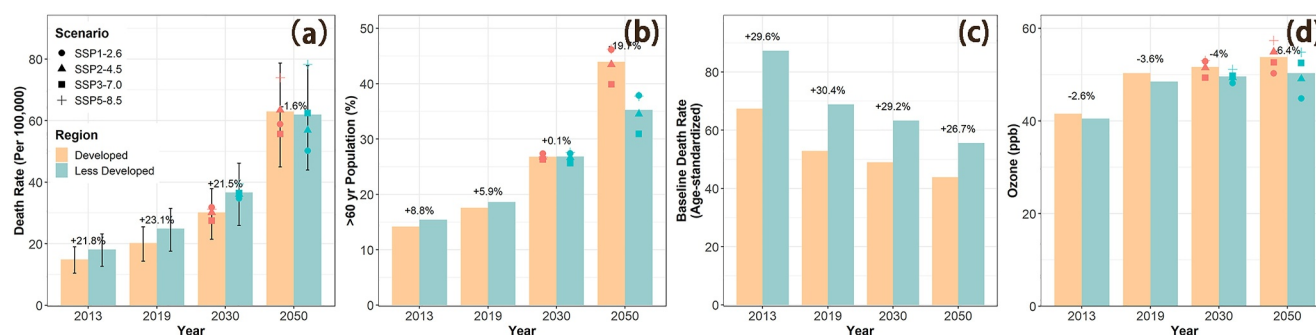 (a)
Scenario
SSP1-2.6
SSP2-4.5
SSP3-7.0
SSP5-8.5
Region
Developed
Less Developed
Death Rate (Per 100,000)
80
60
40
20
0
+21.8%
+23.1%
+21.5%
-1.6%
2013 2019 2030 2050
Year
(b)
>60 yr Population (%)
50
40
30
20
10
0
+8.8%
+5.9%
+0.1%
2013 2019 2030 2050
Year
(c)
Baseline Death Rate
(Age-standardized)
80
60
40
20
0
+29.6%
+30.4%
+29.2%
+26.7%
2013 2019 2030 2050
Year
(d)
Ozone (ppb)
60
40
20
0
-2.6%
-3.6%
-4%
-6.4%
2013 2019 2030 2050
Year